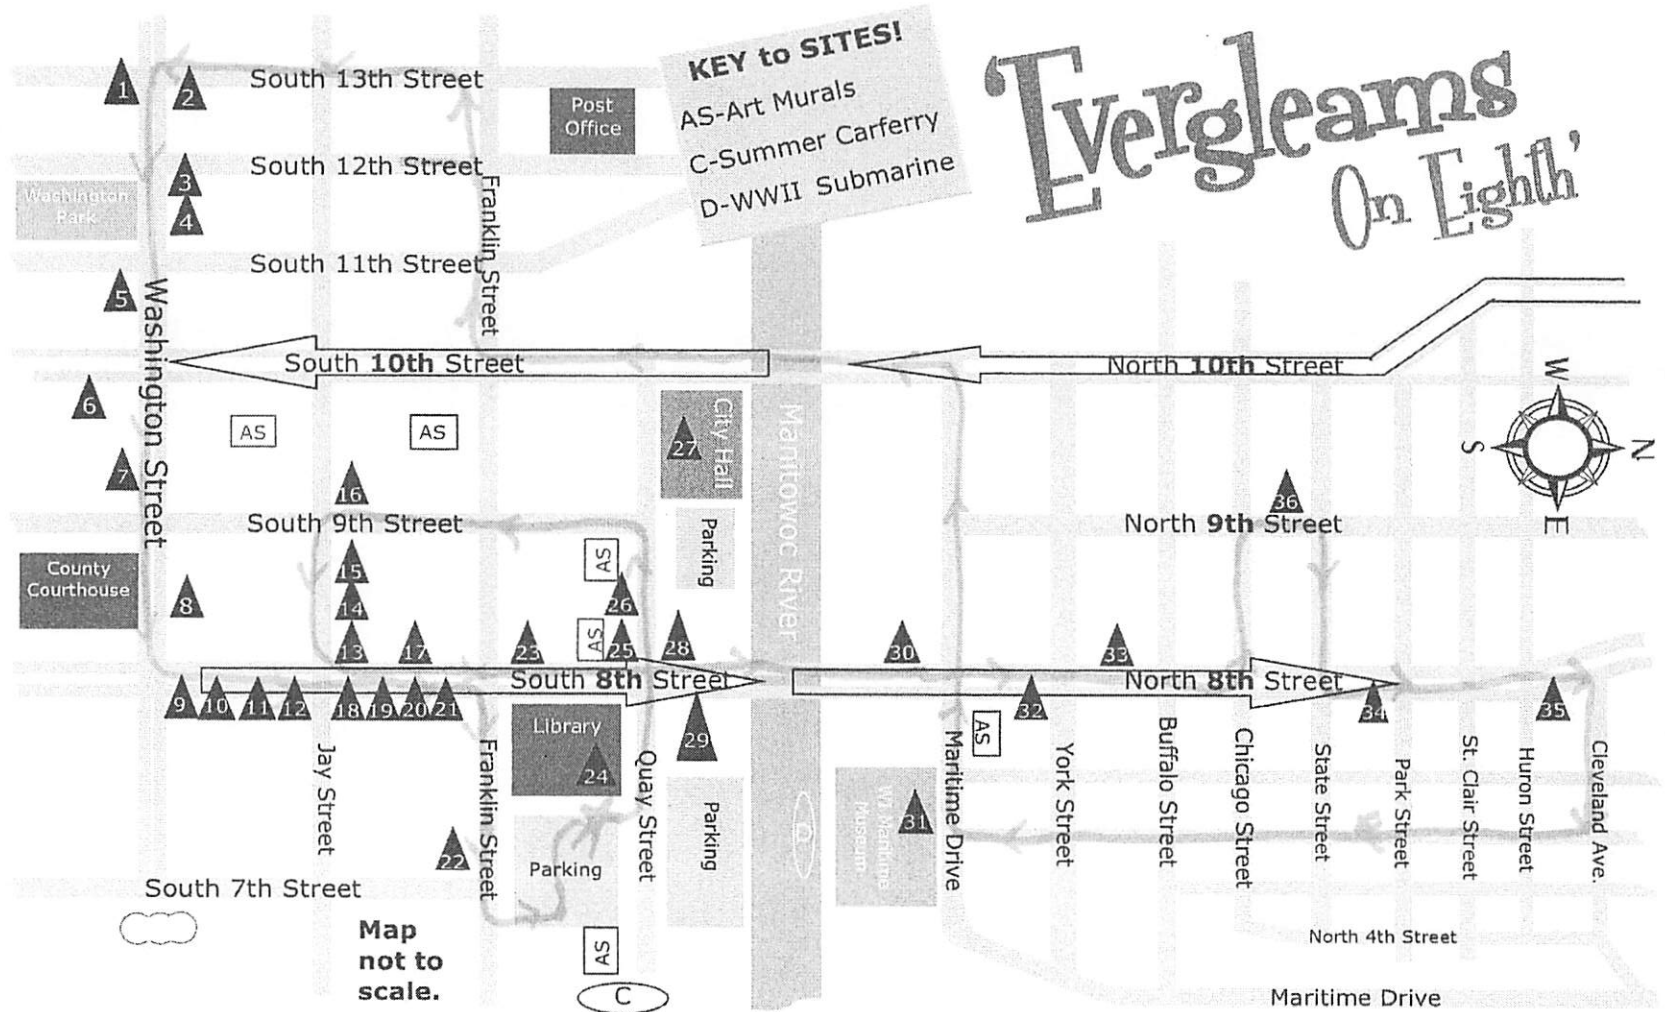 'Evergleams
On Eighth'
KEY to SITES!
AS-Art Murals
C-Summer Carferry
D-WWII Submarine
1
2
South 13th Street
Post
Office
South 12th Street
3
4
Washington
Park
Franklin Street
South 11th Street
5
Washington Street
South 10th Street
North 10th Street
W
N
S
E
6
AS
AS
City Hall
27
Manitowoc River
7
16
36
South 9th Street
Parking
North 9th Street
County
Courthouse
8
15
14
AS
26
13
17
23
AS
25
28
30
33
South 8th Street
North 8th Street
9
10
11
12
18
19
20
21
Library
24
29
32
34
35
AS
Jay Street
Franklin Street
Quay Street
Parking
Maritime Drive
York Street
Buffalo Street
Chicago Street
State Street
Park Street
St. Clair Street
Huron Street
Cleveland Ave.
D
WI Maritime
Museum
31
22
Parking
South 7th Street
Map
not to
scale.
AS
C
North 4th Street
Maritime Drive